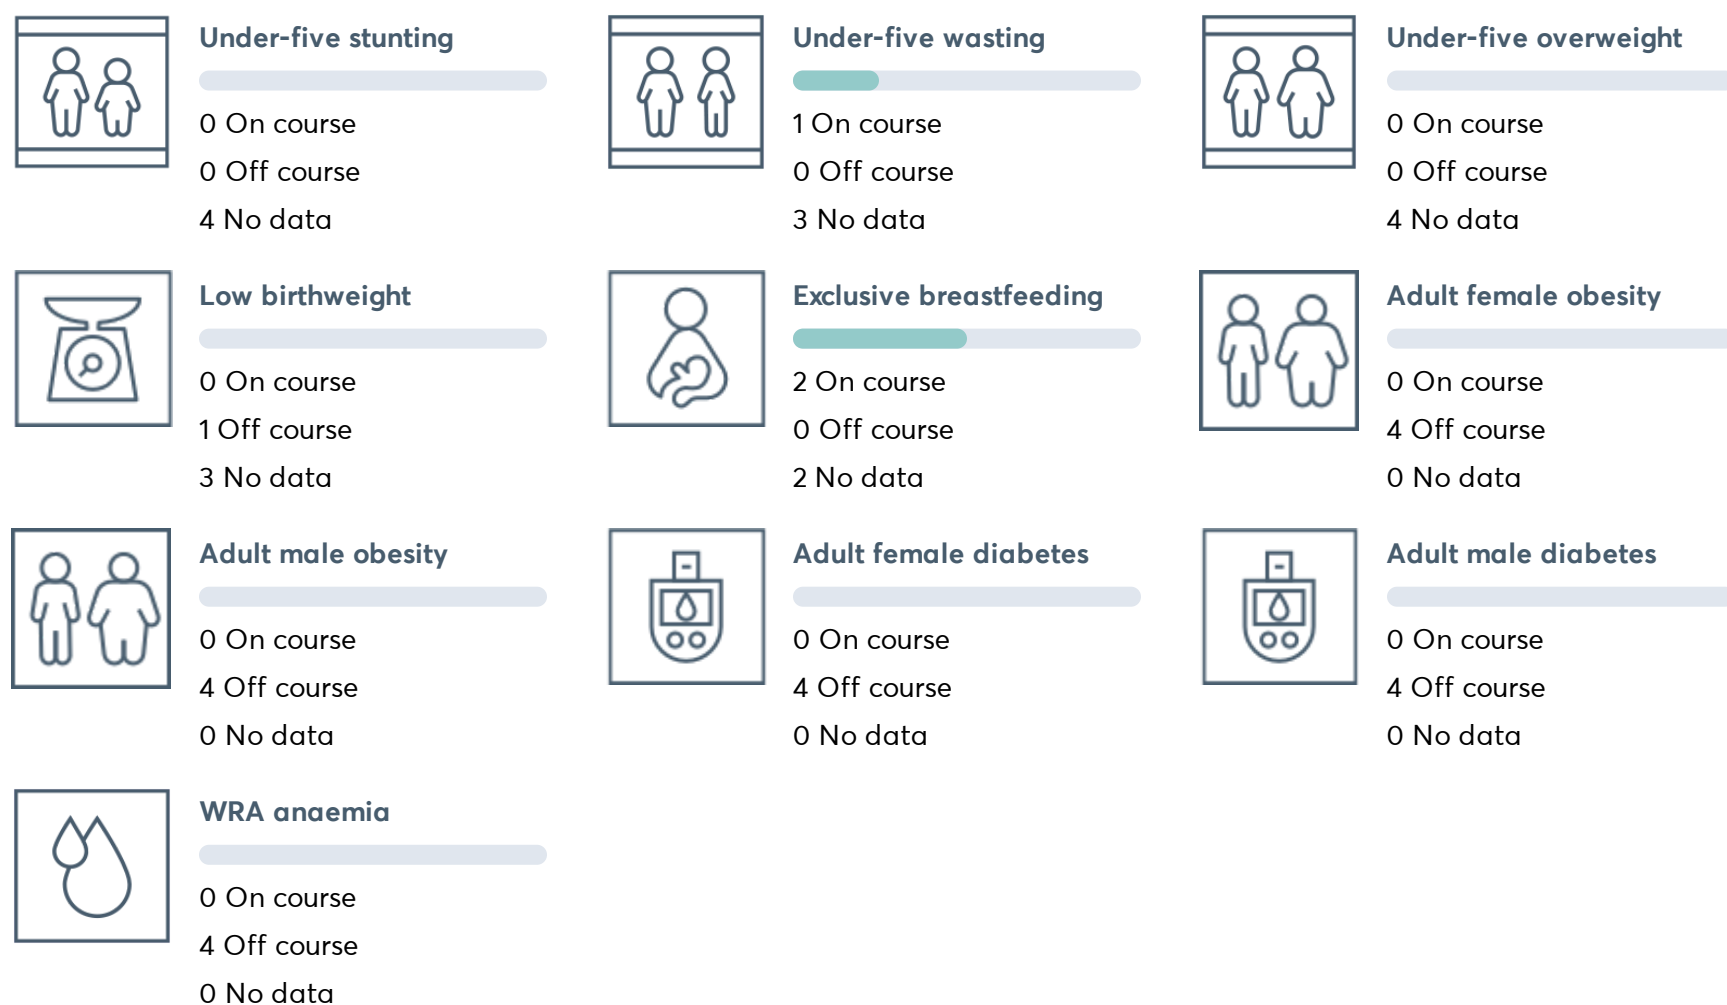 Under-five stunting
0 On course
0 Off course
4 No data
Under-five wasting
1 On course
0 Off course
3 No data
Under-five overweight
0 On course
0 Off course
4 No data
Low birthweight
0 On course
1 Off course
3 No data
Exclusive breastfeeding
2 On course
0 Off course
2 No data
Adult female obesity
0 On course
4 Off course
0 No data
Adult male obesity
0 On course
4 Off course
0 No data
Adult female diabetes
0 On course
4 Off course
0 No data
Adult male diabetes
0 On course
4 Off course
0 No data
WRA anaemia
0 On course
4 Off course
0 No data